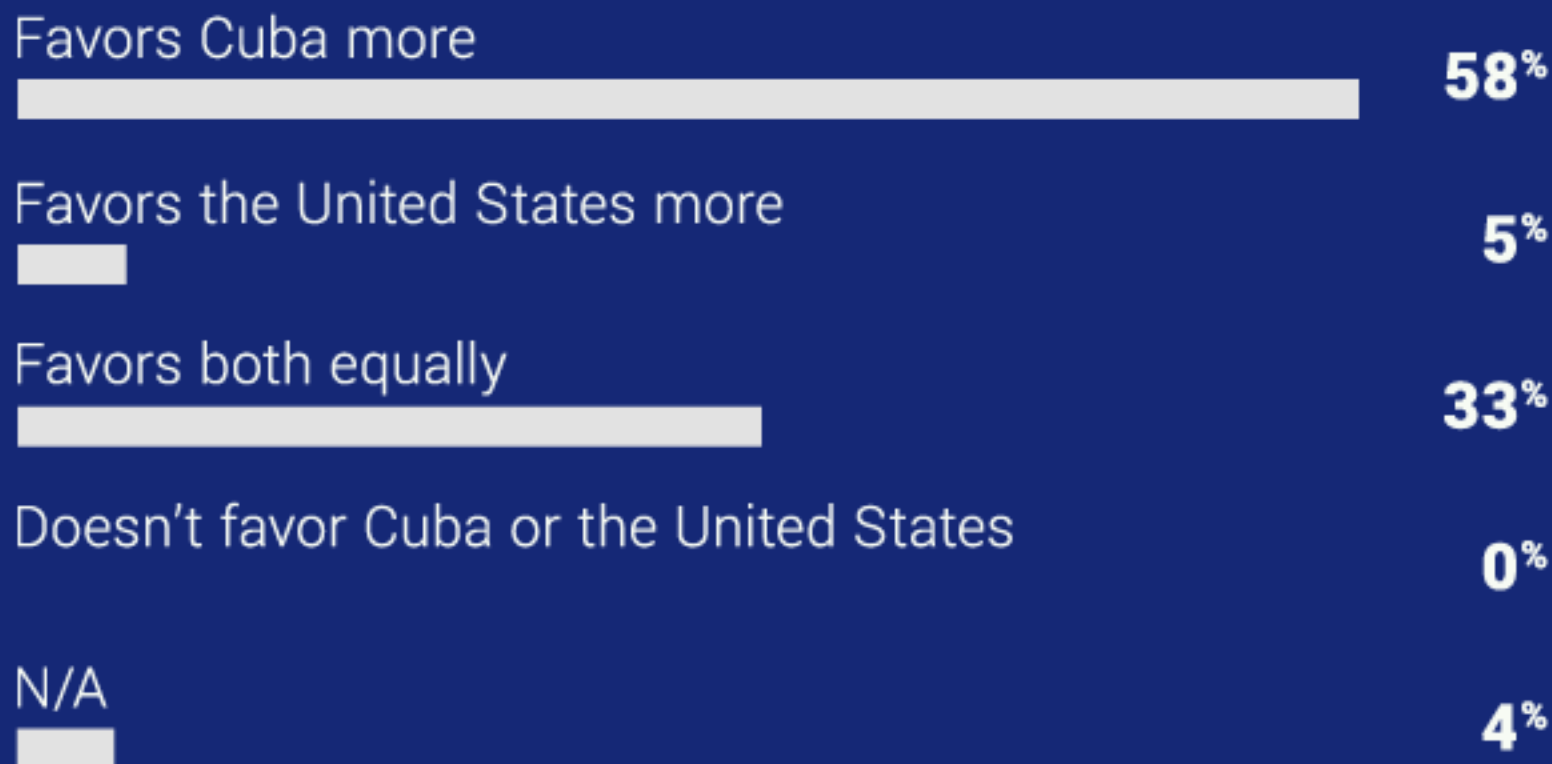 Favors Cuba more
58%
Favors the United States more
5%
Favors both equally
33%
Doesn't favor Cuba or the United States
0%
N/A
4%